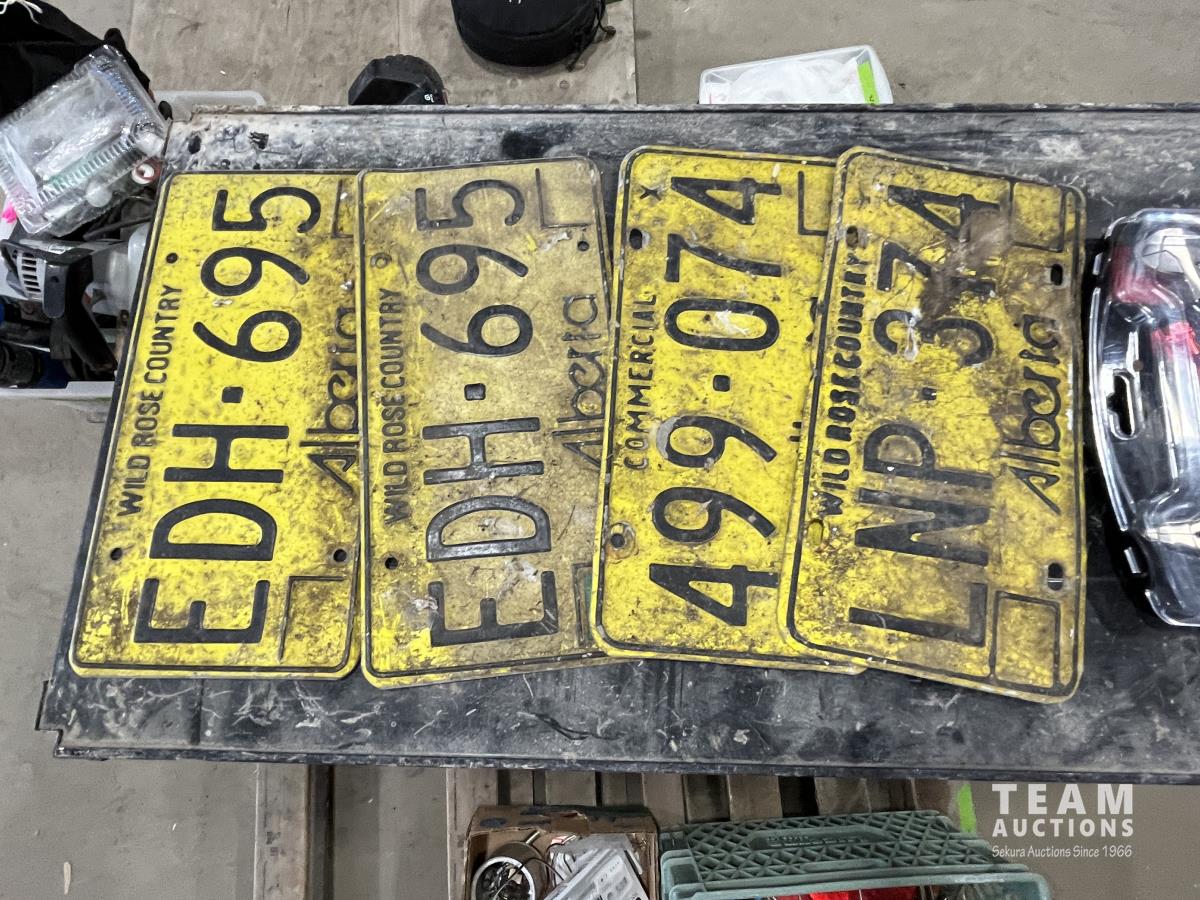 WILD ROSE COUNTRY
EDH·695
Alberta
WILD ROSE COUNTRY
EDH·695
Alberta
COMMERCIAL X
499·074
WILD ROSE COUNTRY
LNP·374
Alberta
TEAM
AUCTIONS
Sekura Auctions Since 1966